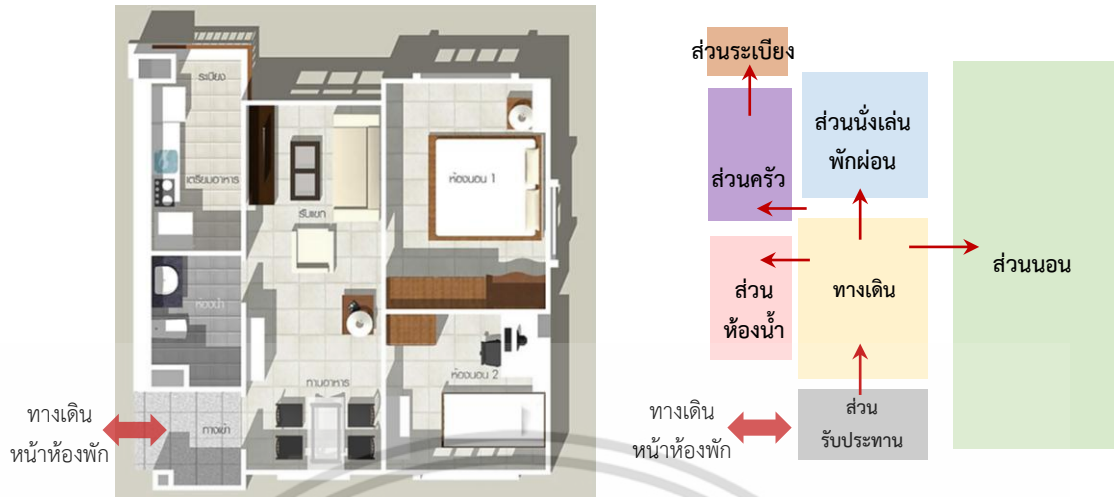 ระเบียง
เตรียมอาหาร
รับแขก
ห้องนอน 1
ห้องน้ำ
ห้องนอน 2
ทานอาหาร
ทางเข้า
ทางเดิน
หน้าห้องพัก
ส่วนระเบียง
ส่วนนั่งเล่น
พักผ่อน
ส่วนครัว
ส่วนนอน
ส่วน
ห้องน้ำ
ทางเดิน
ส่วน
รับประทาน
ทางเดิน
หน้าห้องพัก